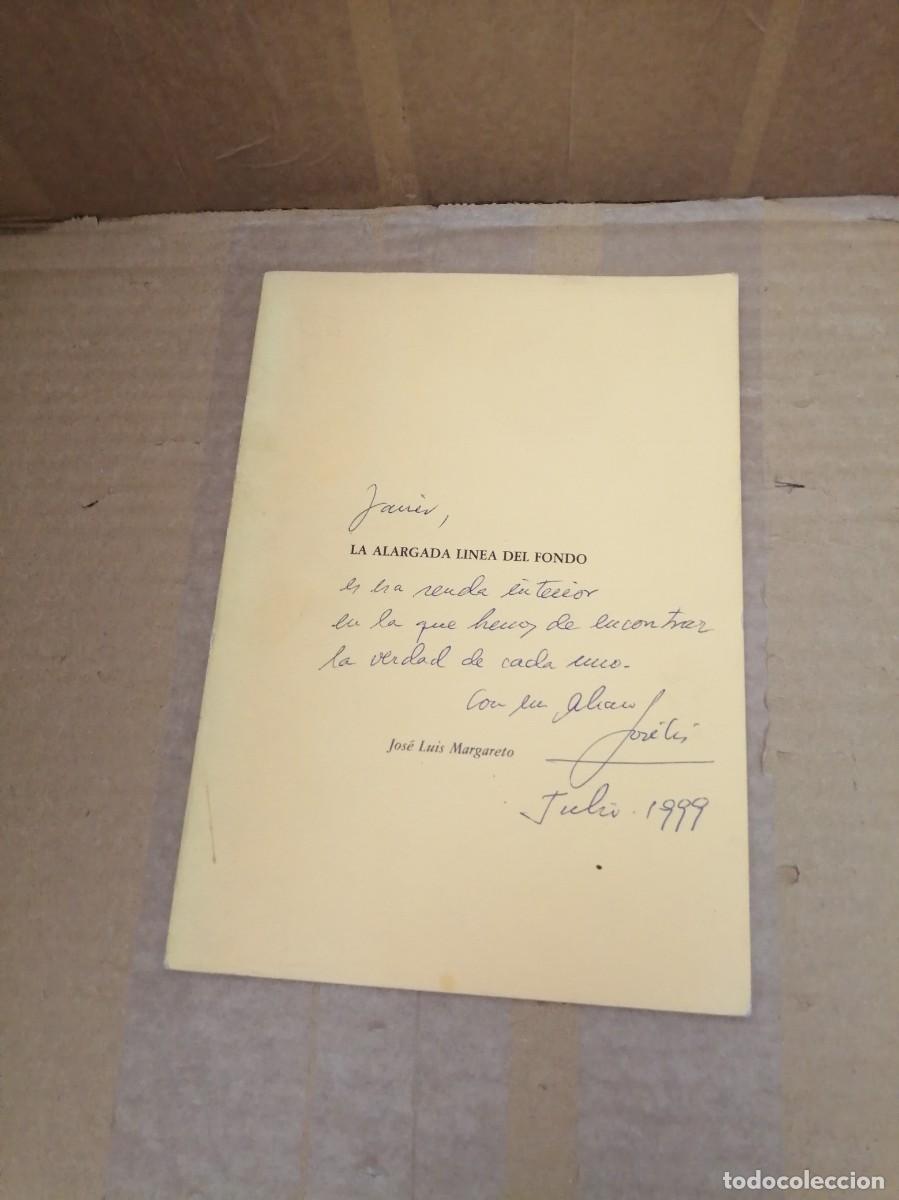 Javier,
LA ALARGADA LINEA DEL FONDO
es esa senda interior
en la que hemos de encontrar
la verdad de cada uno.
Con un abrazo
José Luis Margareto
Julio. 1999
todocoleccion